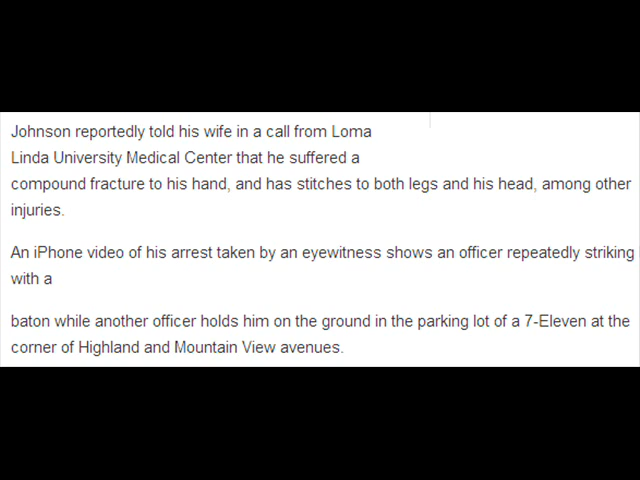 Johnson reportedly told his wife in a call from Loma
Linda University Medical Center that he suffered a
compound fracture to his hand, and has stitches to both legs and his head, among other
injuries.
An iPhone video of his arrest taken by an eyewitness shows an officer repeatedly striking
with a
baton while another officer holds him on the ground in the parking lot of a 7-Eleven at the
corner of Highland and Mountain View avenues.